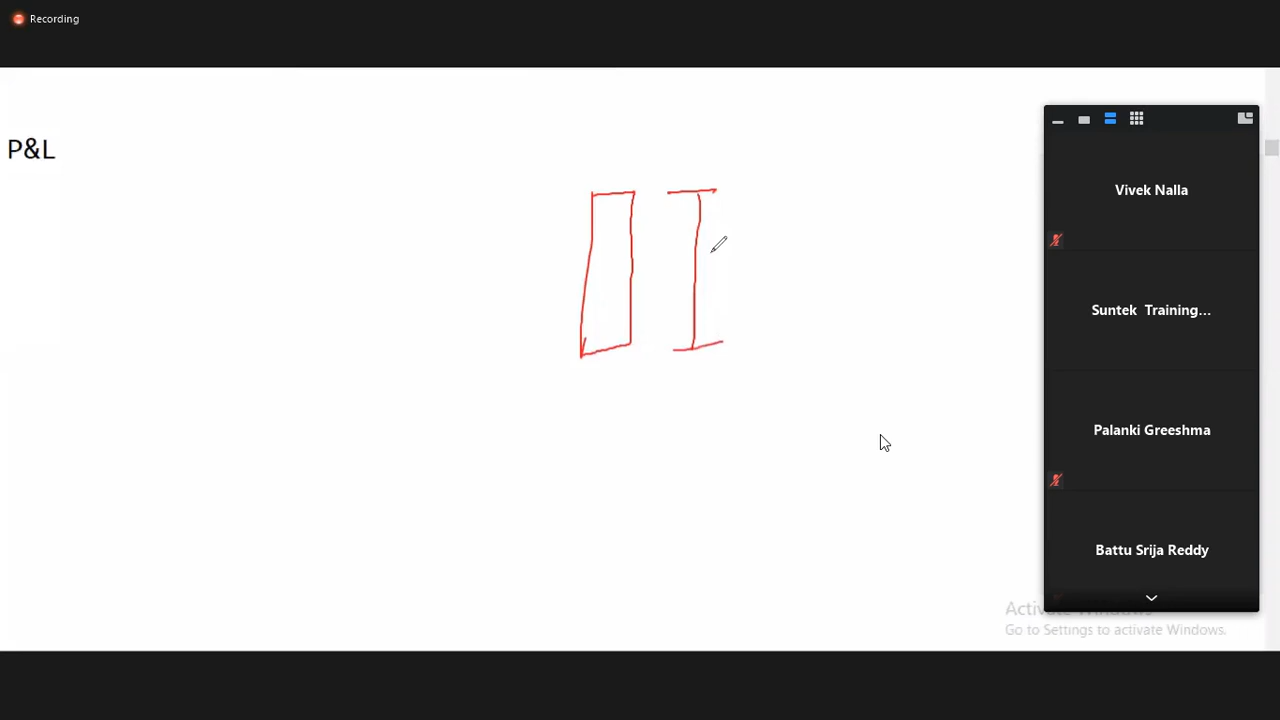 Recording
P&L
Vivek Nalla
Suntek Training...
Palanki Greeshma
Battu Srija Reddy
Activate Windows
Go to Settings to activate Windows.